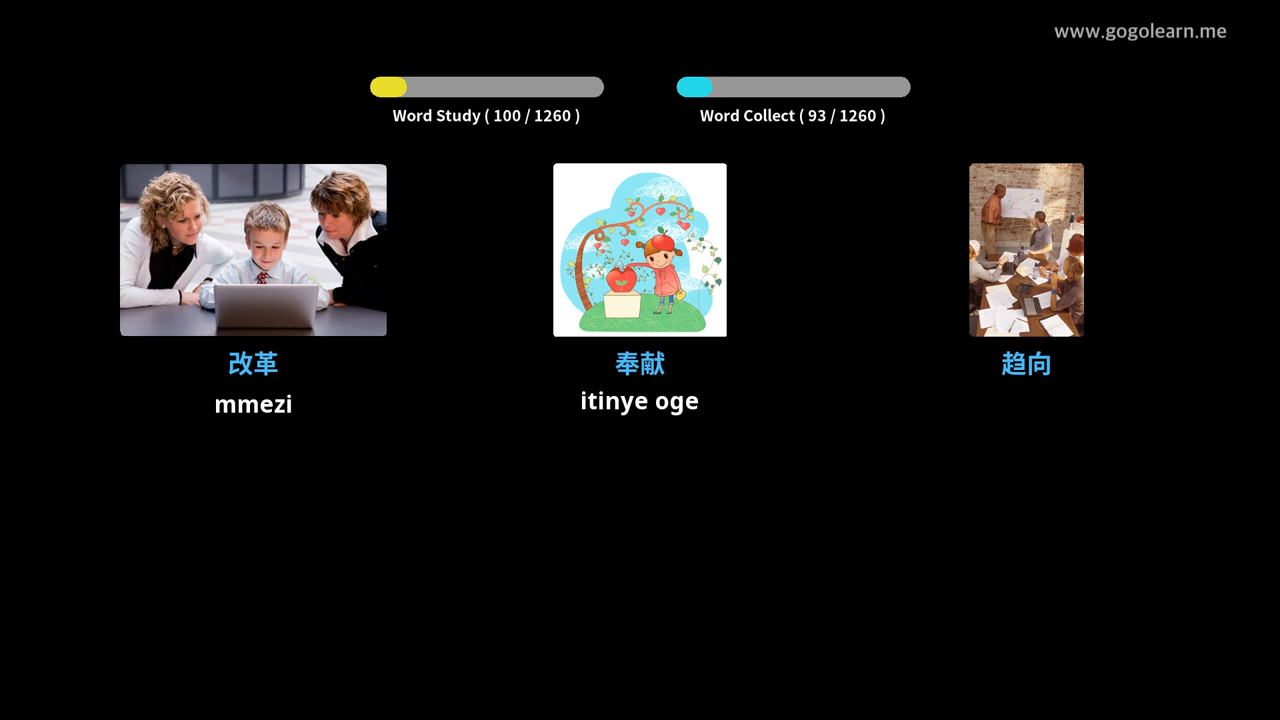 www.gogolearn.me
Word Study ( 100 / 1260 )
Word Collect ( 93 / 1260 )
改革
奉献
趋向
mmezi
itinye oge